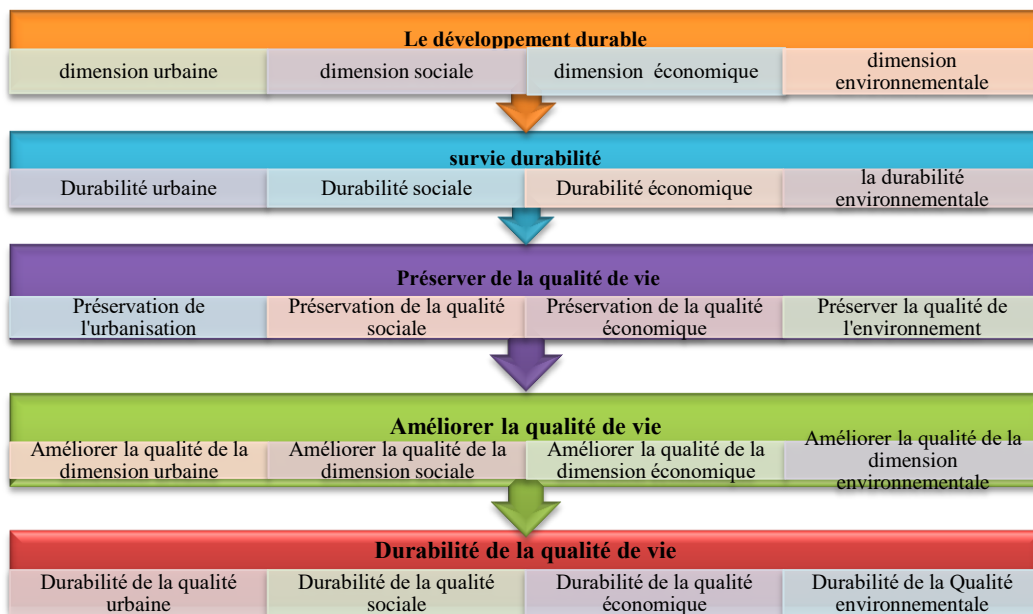 Le développement durable
dimension urbaine
dimension sociale
dimension économique
dimension
environnementale
survie durabilité
Durabilité urbaine
Durabilité sociale
Durabilité économique
la durabilité
environnementale
Préserver de la qualité de vie
Préservation de
l'urbanisation
Préservation de la qualité
sociale
Préservation de la qualité
économique
Préserver la qualité de
l'environnement
Améliorer la qualité de vie
Améliorer la qualité de la
dimension urbaine
Améliorer la qualité de la
dimension sociale
Améliorer la qualité de la
dimension économique
Améliorer la qualité de la
dimension
environnementale
Durabilité de la qualité de vie
Durabilité de la qualité
urbaine
Durabilité de la qualité
sociale
Durabilité de la qualité
économique
Durabilité de la Qualité
environnementale